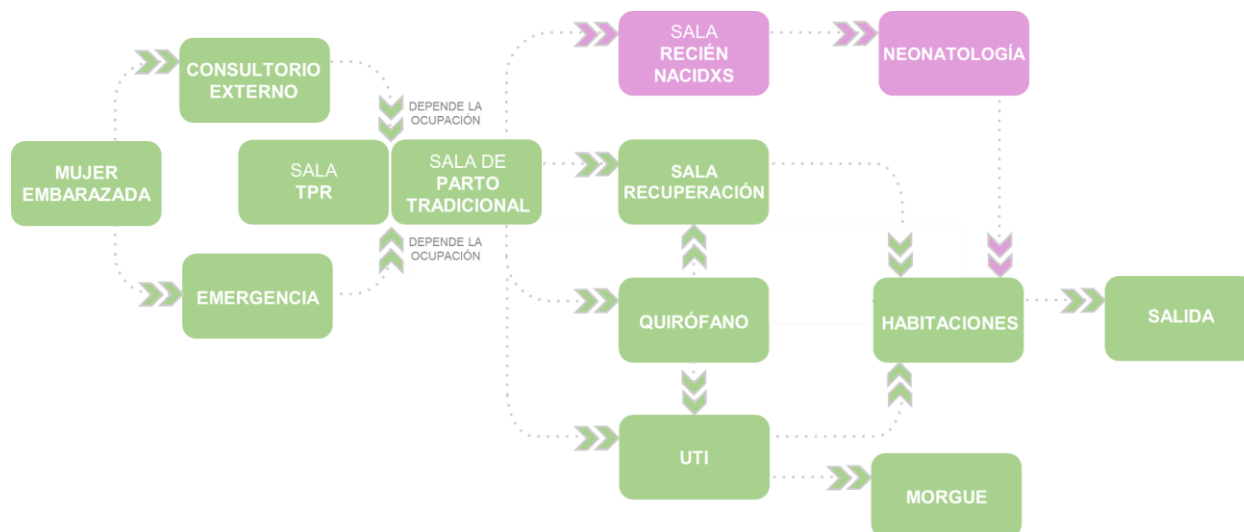 SALA
RECIÉN
NACIDXS
NEONATOLOGÍA
CONSULTORIO
EXTERNO
DEPENDE LA
OCUPACIÓN
MUJER
EMBARAZADA
SALA
TPR
SALA DE
PARTO
TRADICIONAL
SALA
RECUPERACIÓN
DEPENDE LA
OCUPACIÓN
EMERGENCIA
QUIRÓFANO
HABITACIONES
SALIDA
UTI
MORGUE